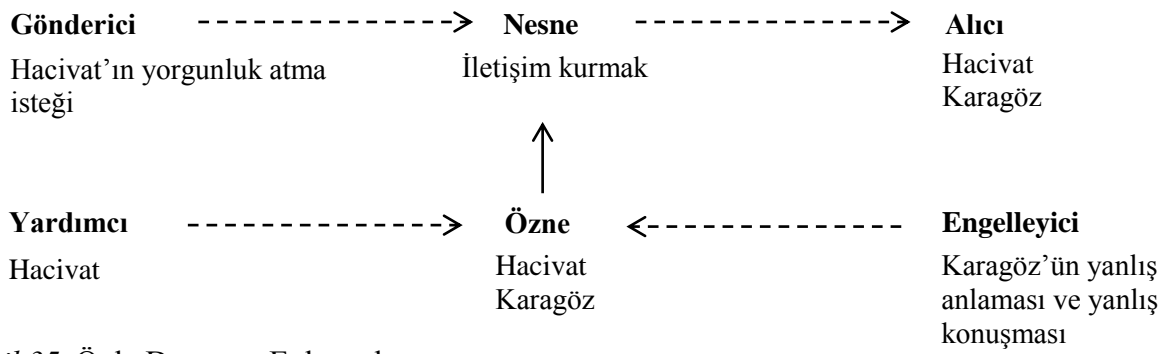 Gönderici Nesne Alıcı
Hacivat’ın yorgunluk atma isteği İletişim kurmak Hacivat
Karagöz
Yardımcı Özne Engelleyici
Hacivat Hacivat
Karagöz Karagöz’ün yanlış
anlaması ve yanlış
konuşması
35